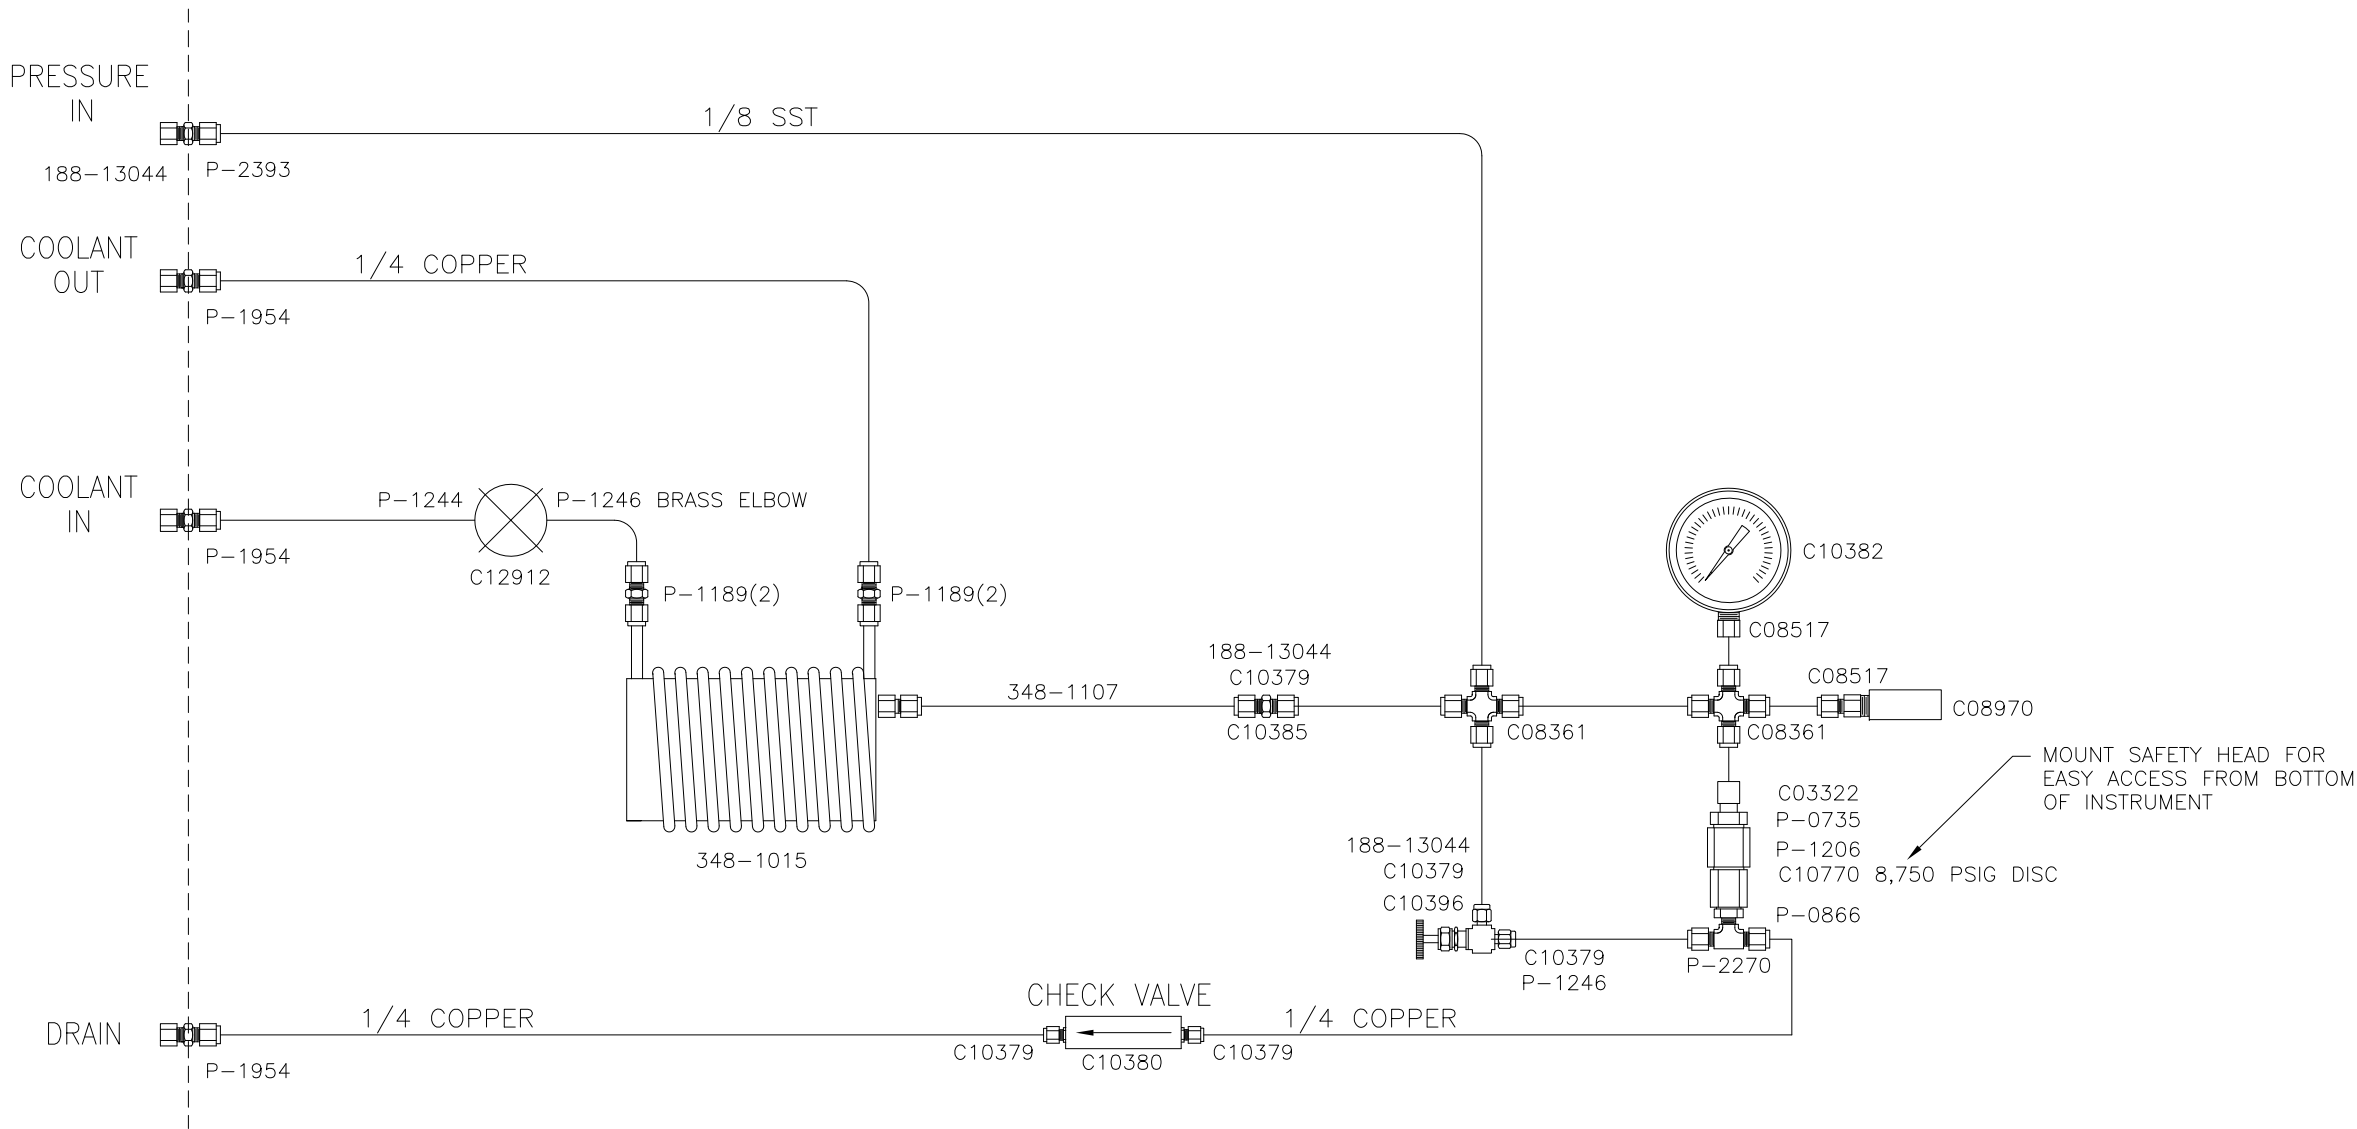 PRESSURE
IN
1/8 SST
188-13044
P-2393
COOLANT
OUT
1/4 COPPER
P-1954
COOLANT
IN
P-1244
P-1246 BRASS ELBOW
P-1954
C12912
P-1189(2)
P-1189(2)
C10382
C08517
188-13044
C10379
348-1107
C10385
C08361
C08517
C08970
C08361
MOUNT SAFETY HEAD FOR
EASY ACCESS FROM BOTTOM
OF INSTRUMENT
C03322
P-0735
P-1206
C10770 8,750 PSIG DISC
P-0866
348-1015
188-13044
C10379
C10396
C10379
P-1246
P-2270
CHECK VALVE
DRAIN
1/4 COPPER
1/4 COPPER
C10379
C10380
C10379
P-1954